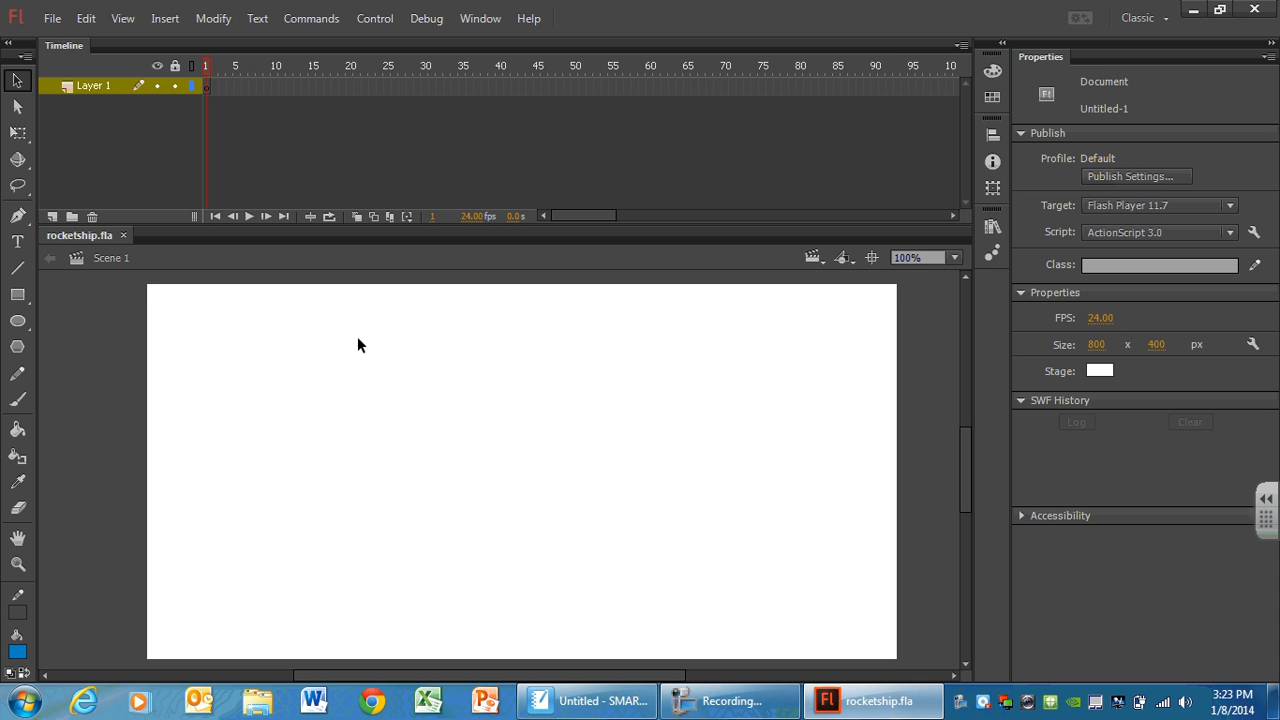 Fl File Edit View Insert Modify Text Commands Control Debug Window Help Classic
Timeline
1 5 10 15 20 25 30 35 40 45 50 55 60 65 70 75 80 85 90 95 10
Layer 1
1 24.00 fps 0.0 s
rocketship.fla
Scene 1
100%
Properties
Document
Fl
Untitled-1
Publish
Profile: Default
Publish Settings...
Target: Flash Player 11.7
Script: ActionScript 3.0
Class:
Properties
FPS: 24.00
Size: 800 x 400 px
Stage:
SWF History
Log Clear
Accessibility
Untitled - SMAR...
Recording...
Fl rocketship.fla
3:23 PM
1/8/2014